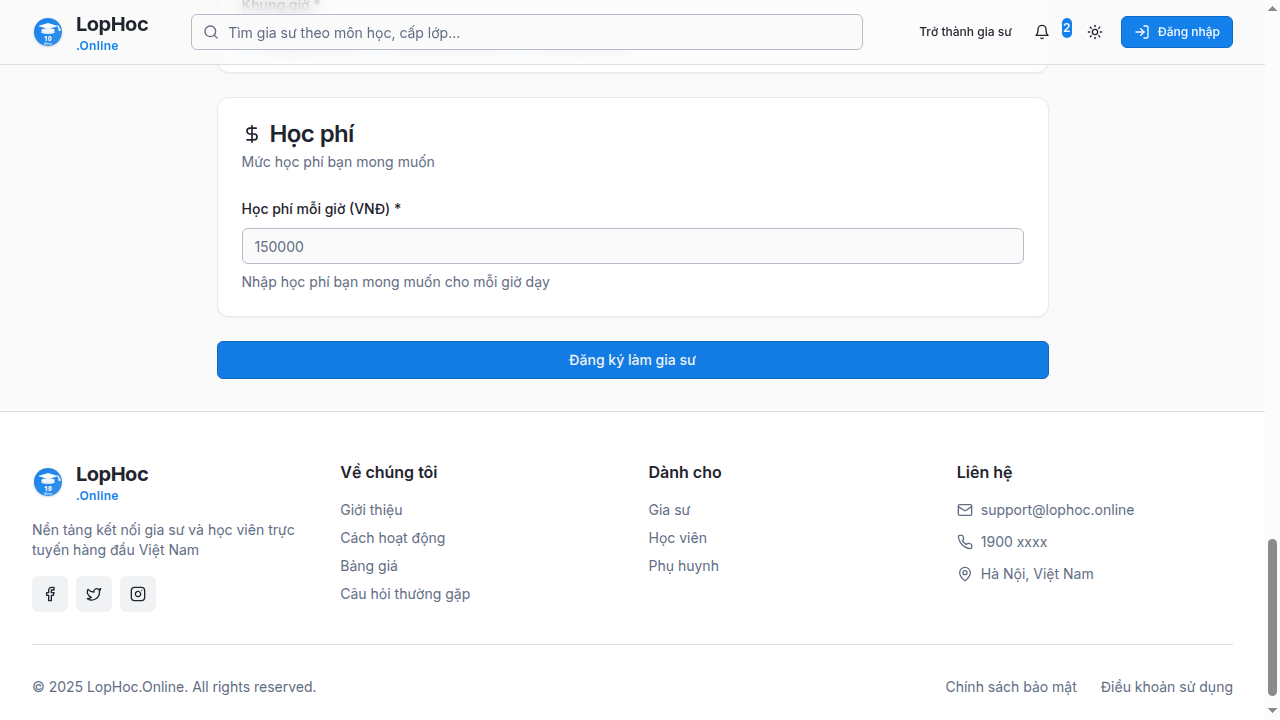 Khung giờ *
LopHoc
.Online
10
Tìm gia sư theo môn học, cấp lớp...
Trở thành gia sư
2
Đăng nhập
Học phí
Mức học phí bạn mong muốn
Học phí mỗi giờ (VNĐ) *
150000
Nhập học phí bạn mong muốn cho mỗi giờ dạy
Đăng ký làm gia sư
LopHoc
.Online
10
Nền tảng kết nối gia sư và học viên trực
tuyến hàng đầu Việt Nam
Về chúng tôi
Giới thiệu
Cách hoạt động
Bảng giá
Câu hỏi thường gặp
Dành cho
Gia sư
Học viên
Phụ huynh
Liên hệ
support@lophoc.online
1900 xxxx
Hà Nội, Việt Nam
© 2025 LopHoc.Online. All rights reserved.
Chính sách bảo mật
Điều khoản sử dụng